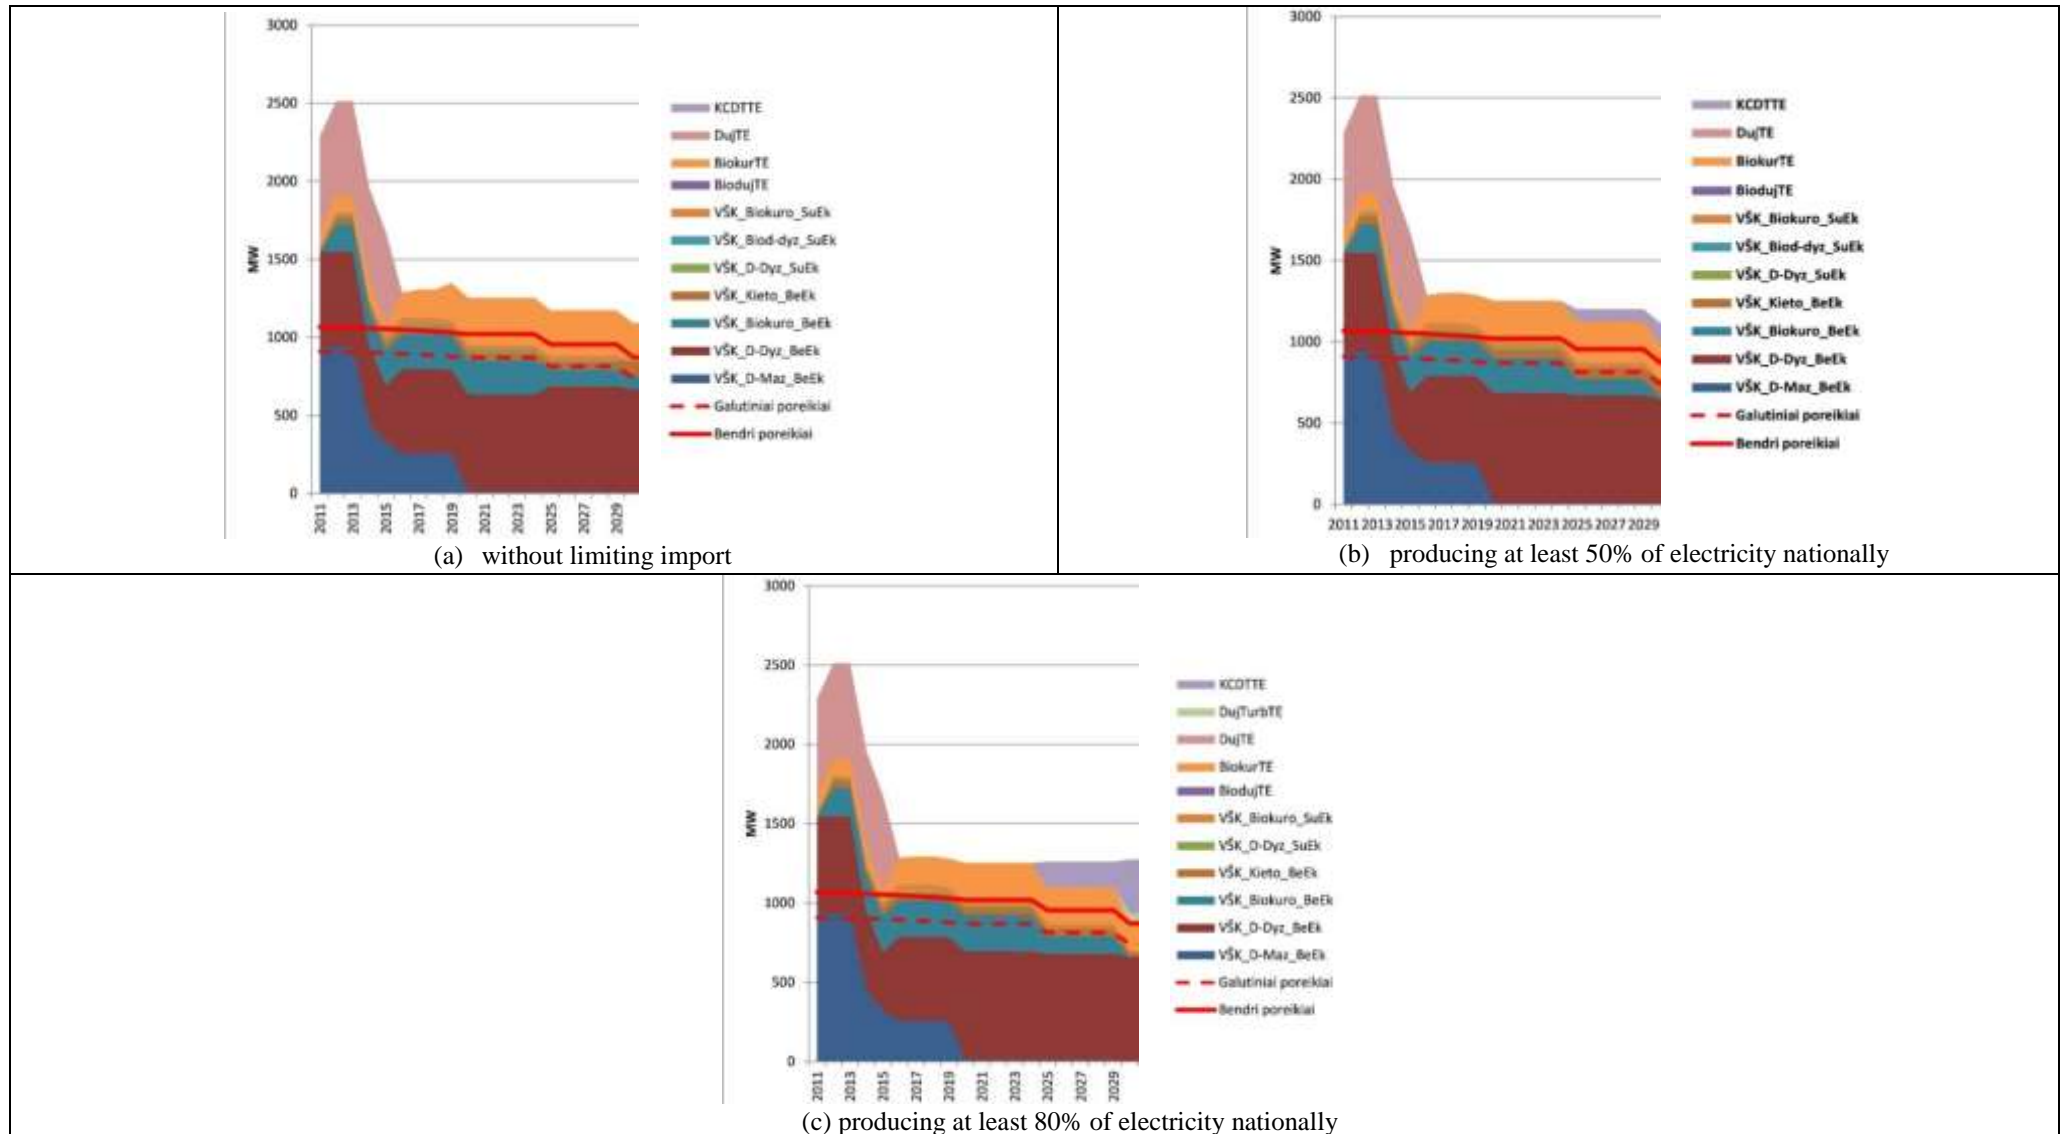 3000
2500
2000
1500
1000
500
0
MW
2011
2013
2015
2017
2019
2021
2023
2025
2027
2029
KCDTTE
DujTE
BiokurTE
BiodujTE
VŠK_Biokuro_SuEk
VŠK_Biod-dyz_SuEk
VŠK_D-Dyz_SuEk
VŠK_Kieto_BeEk
VŠK_Biokuro_BeEk
VŠK_D-Dyz_BeEk
VŠK_D-Maz_BeEk
Galutiniai poreikiai
Bendri poreikiai
(a) without limiting import
3000
2500
2000
1500
1000
500
0
MW
2011 2013 2015 2017 2019 2021 2023 2025 2027 2029
KCDTTE
DujTE
BiokurTE
BiodujTE
VŠK_Biokuro_SuEk
VŠK_Biod-dyz_SuEk
VŠK_D-Dyz_SuEk
VŠK_Kieto_BeEk
VŠK_Biokuro_BeEk
VŠK_D-Dyz_BeEk
VŠK_D-Maz_BeEk
Galutiniai poreikiai
Bendri poreikiai
(b) producing at least 50% of electricity nationally
3000
2500
2000
1500
1000
500
0
MW
2011
2013
2015
2017
2019
2021
2023
2025
2027
2029
KCDTTE
DujTurbTE
DujTE
BiokurTE
BiodujTE
VŠK_Biokuro_SuEk
VŠK_D-Dyz_SuEk
VŠK_Kieto_BeEk
VŠK_Biokuro_BeEk
VŠK_D-Dyz_BeEk
VŠK_D-Maz_BeEk
Galutiniai poreikiai
Bendri poreikiai
(c) producing at least 80% of electricity nationally